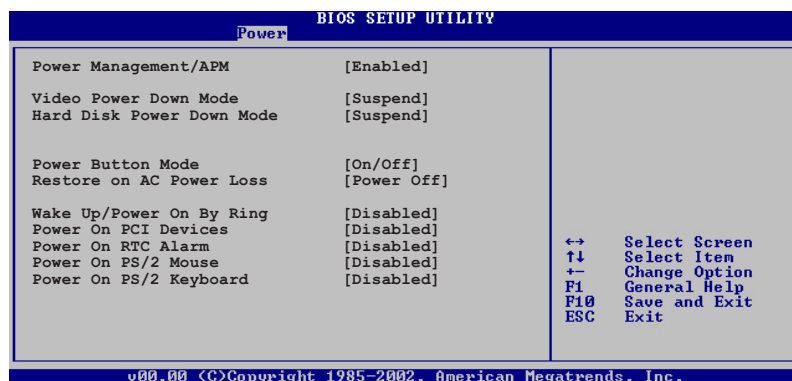 BIOS SETUP UTILITY
Power
Power Management/APM [Enabled]
Video Power Down Mode [Suspend]
Hard Disk Power Down Mode [Suspend]
Power Button Mode [On/Off]
Restore on AC Power Loss [Power Off]
Wake Up/Power On By Ring [Disabled]
Power On PCI Devices [Disabled]
Power On RTC Alarm [Disabled]
Power On PS/2 Mouse [Disabled]
Power On PS/2 Keyboard [Disabled]
←→ Select Screen
↑↓ Select Item
+- Change Option
F1 General Help
F10 Save and Exit
ESC Exit
v00.00 (C)Copyright 1985-2002, American Megatrends, Inc.